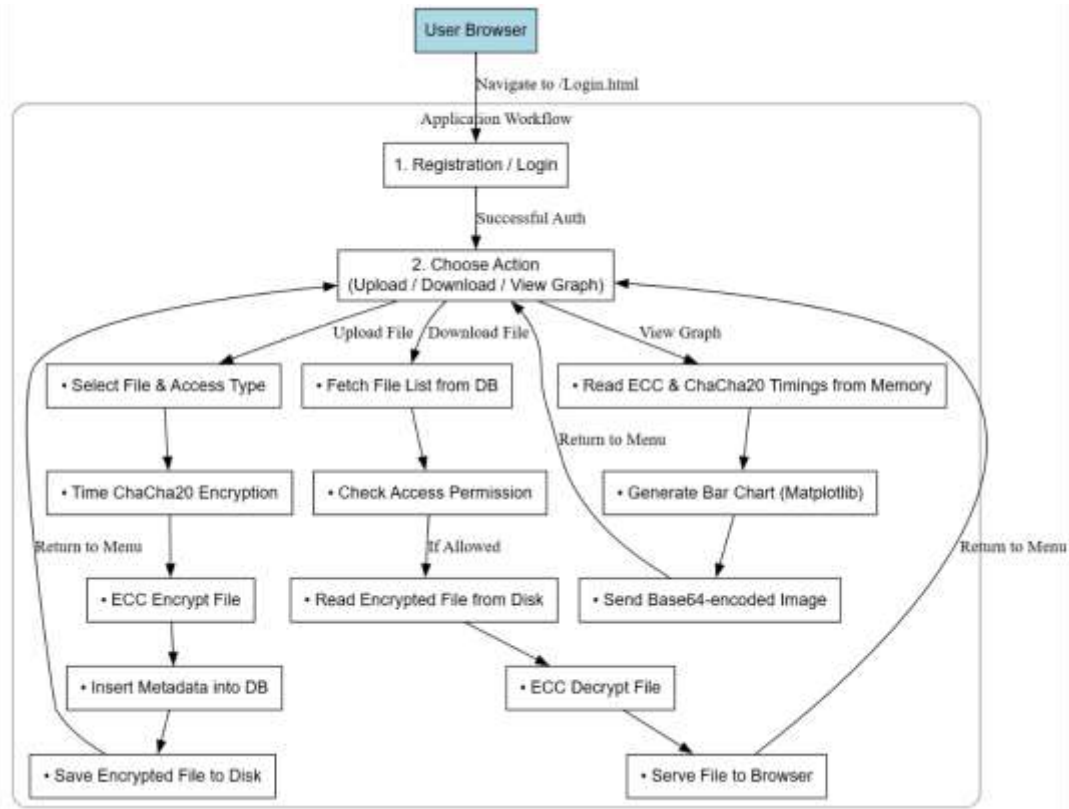 User Browser
Navigate to /Login.html
Application Workflow
1. Registration / Login
Successful Auth
2. Choose Action
(Upload / Download / View Graph)
Upload File
Download File
View Graph
• Select File & Access Type
• Fetch File List from DB
• Read ECC & ChaCha20 Timings from Memory
Return to Menu
• Time ChaCha20 Encryption
• Check Access Permission
• Generate Bar Chart (Matplotlib)
Return to Menu
If Allowed
Return to Menu
• ECC Encrypt File
• Read Encrypted File from Disk
• Send Base64-encoded Image
• Insert Metadata into DB
• ECC Decrypt File
• Save Encrypted File to Disk
• Serve File to Browser